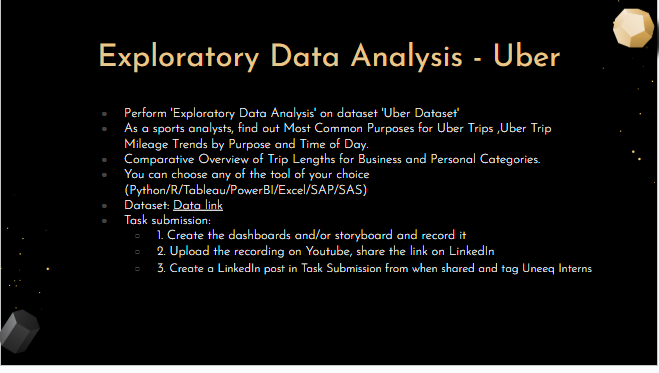 Exploratory Data Analysis - Uber
Perform 'Exploratory Data Analysis' on dataset 'Uber Dataset'
As a sports analysts, find out Most Common Purposes for Uber Trips ,Uber Trip
Mileage Trends by Purpose and Time of Day.
Comparative Overview of Trip Lengths for Business and Personal Categories.
You can choose any of the tool of your choice
(Python/R/Tableau/PowerBI/Excel/SAP/SAS)
Dataset: Data link
Task submission:
1. Create the dashboards and/or storyboard and record it
2. Upload the recording on Youtube, share the link on LinkedIn
3. Create a LinkedIn post in Task Submission from when shared and tag Uneeq Interns